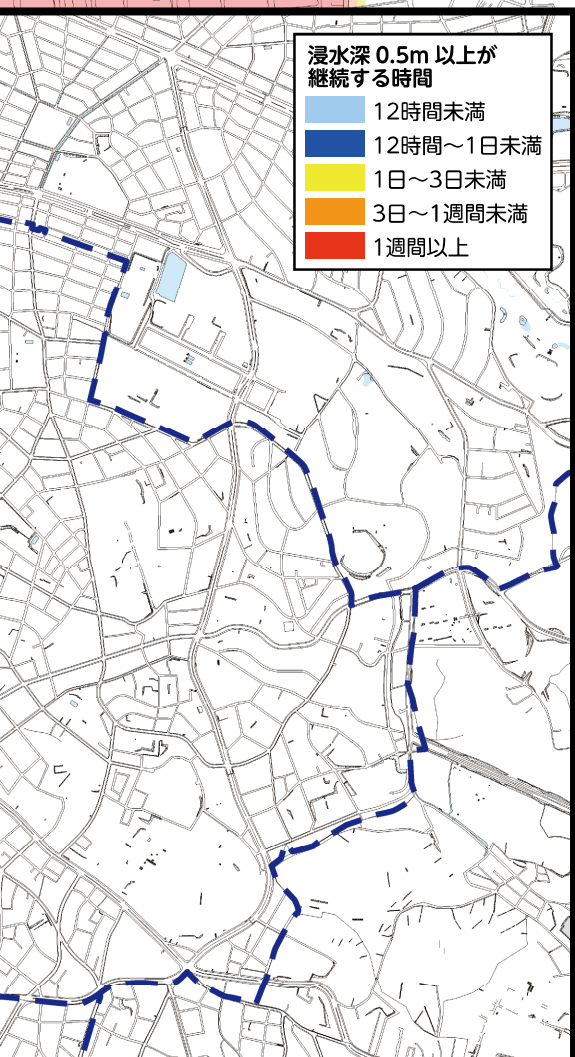 浸水深 0.5m 以上が
継続する時間
12時間未満
12時間〜1日未満
1日〜3日未満
3日〜1週間未満
1週間以上